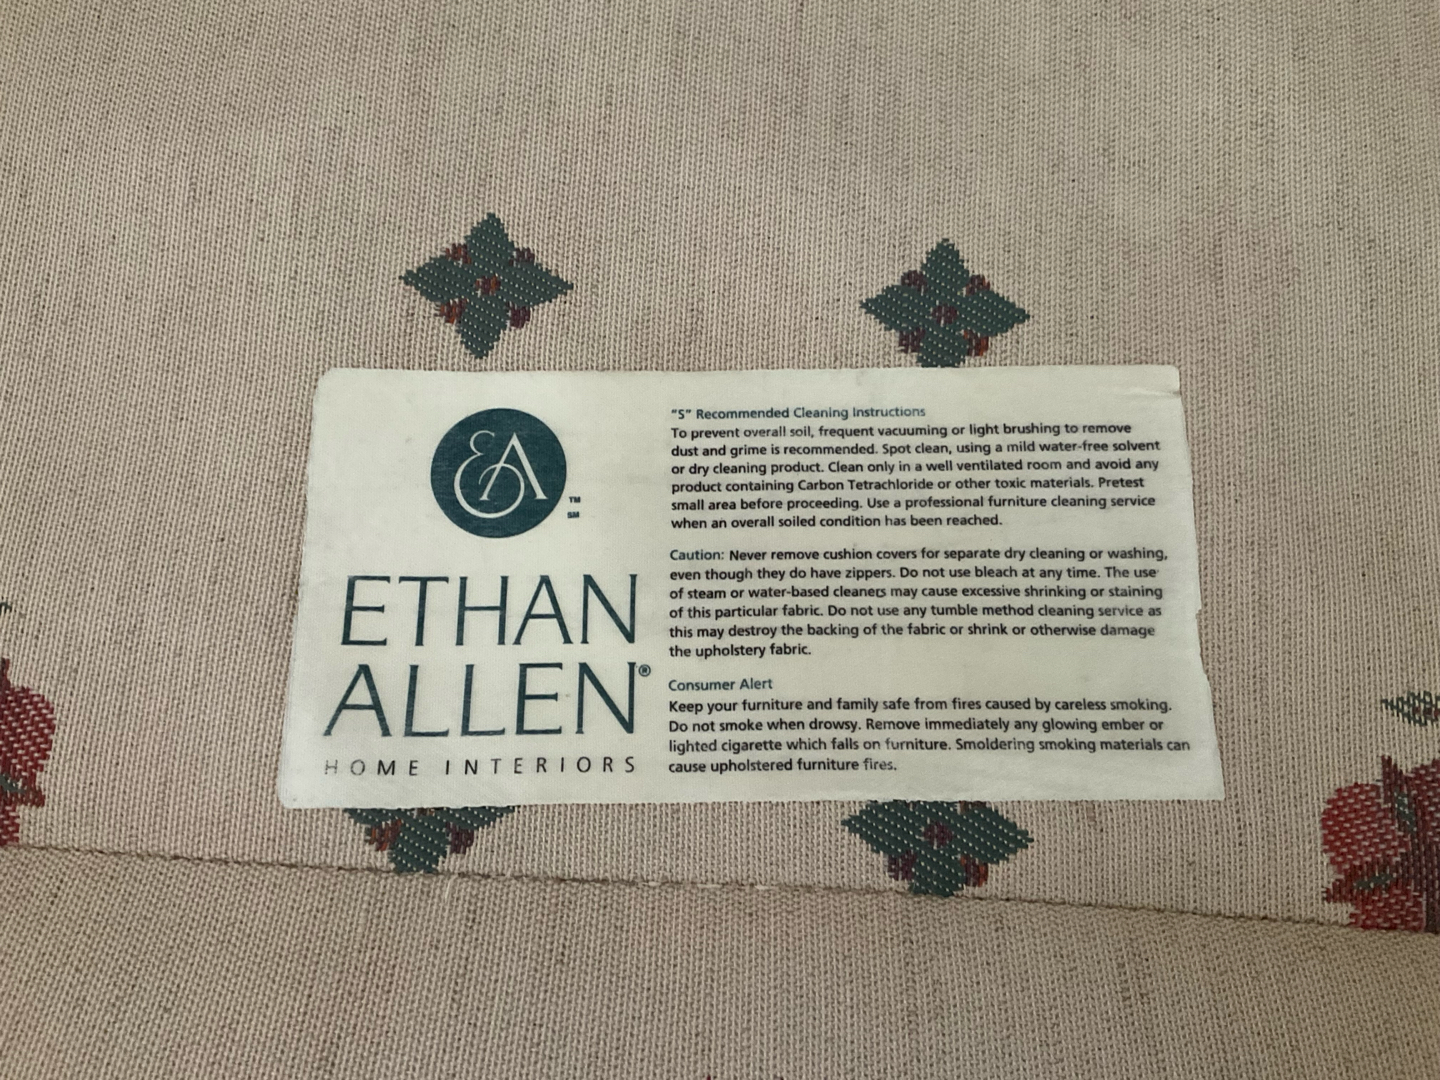 EA
TM
SM
ETHAN
ALLEN®
HOME INTERIORS
"S" Recommended Cleaning Instructions
To prevent overall soil, frequent vacuuming or light brushing to remove
dust and grime is recommended. Spot clean, using a mild water-free solvent
or dry cleaning product. Clean only in a well ventilated room and avoid any
product containing Carbon Tetrachloride or other toxic materials. Pretest
small area before proceeding. Use a professional furniture cleaning service
when an overall soiled condition has been reached.
Caution: Never remove cushion covers for separate dry cleaning or washing,
even though they do have zippers. Do not use bleach at any time. The use
of steam or water-based cleaners may cause excessive shrinking or staining
of this particular fabric. Do not use any tumble method cleaning service as
this may destroy the backing of the fabric or shrink or otherwise damage
the upholstery fabric.
Consumer Alert
Keep your furniture and family safe from fires caused by careless smoking.
Do not smoke when drowsy. Remove immediately any glowing ember or
lighted cigarette which falls on furniture. Smoldering smoking materials can
cause upholstered furniture fires.